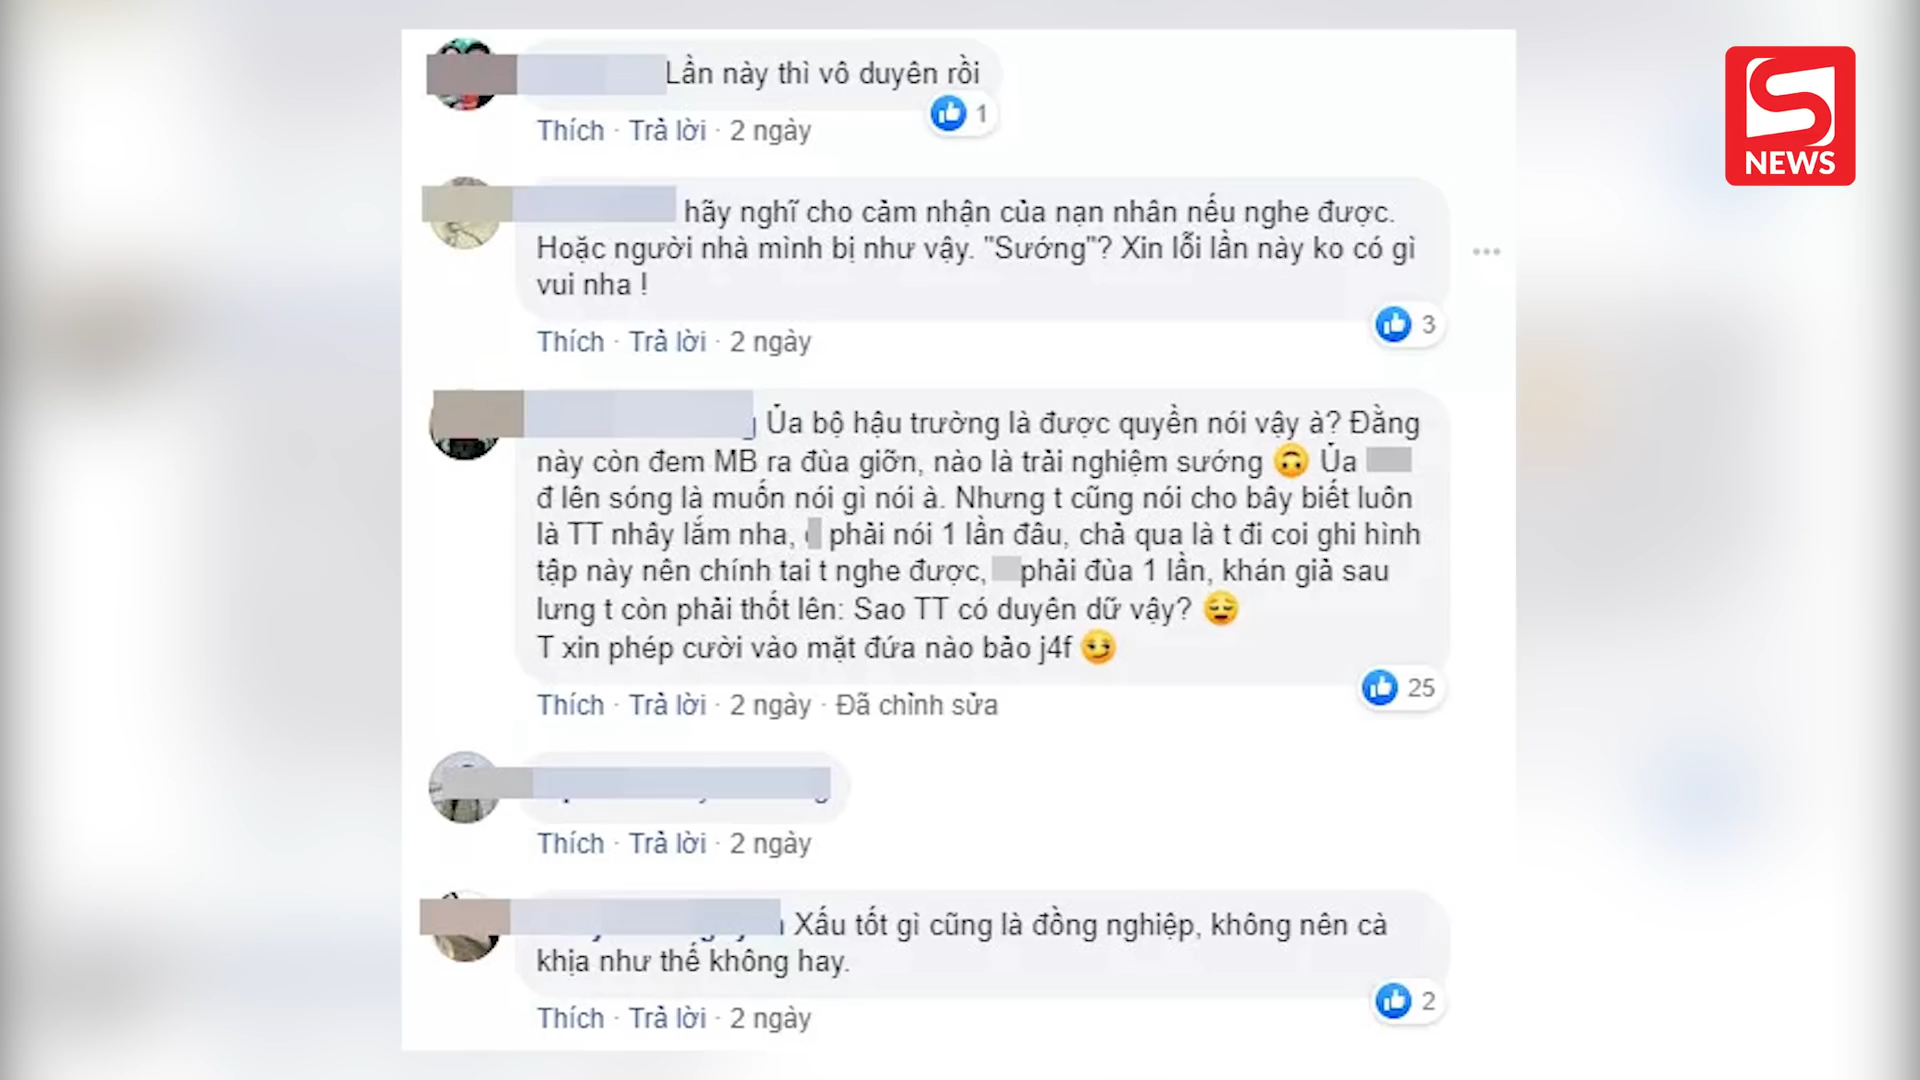 Lần này thì vô duyên rồi
1
Thích · Trả lời · 2 ngày
hãy nghĩ cho cảm nhận của nạn nhân nếu nghe được.
Hoặc người nhà mình bị như vậy. "Sướng"? Xin lỗi lần này ko có gì
vui nha !
3
Thích · Trả lời · 2 ngày
Ủa bộ hậu trường là được quyền nói vậy à? Đằng
này còn đem MB ra đùa giỡn, nào là trải nghiệm sướng 🙃 Ủa
đ lên sóng là muốn nói gì nói à. Nhưng t cũng nói cho bây biết luôn
là TT nhây lắm nha, phải nói 1 lần đâu, chả qua là t đi coi ghi hình
tập này nên chính tai t nghe được, phải đùa 1 lần, khán giả sau
lưng t còn phải thốt lên: Sao TT có duyên dữ vậy? 😩
T xin phép cười vào mặt đứa nào bảo j4f 😏
25
Thích · Trả lời · 2 ngày · Đã chỉnh sửa
Thích · Trả lời · 2 ngày
Xấu tốt gì cũng là đồng nghiệp, không nên cà
khịa như thế không hay.
2
Thích · Trả lời · 2 ngày
S
NEWS